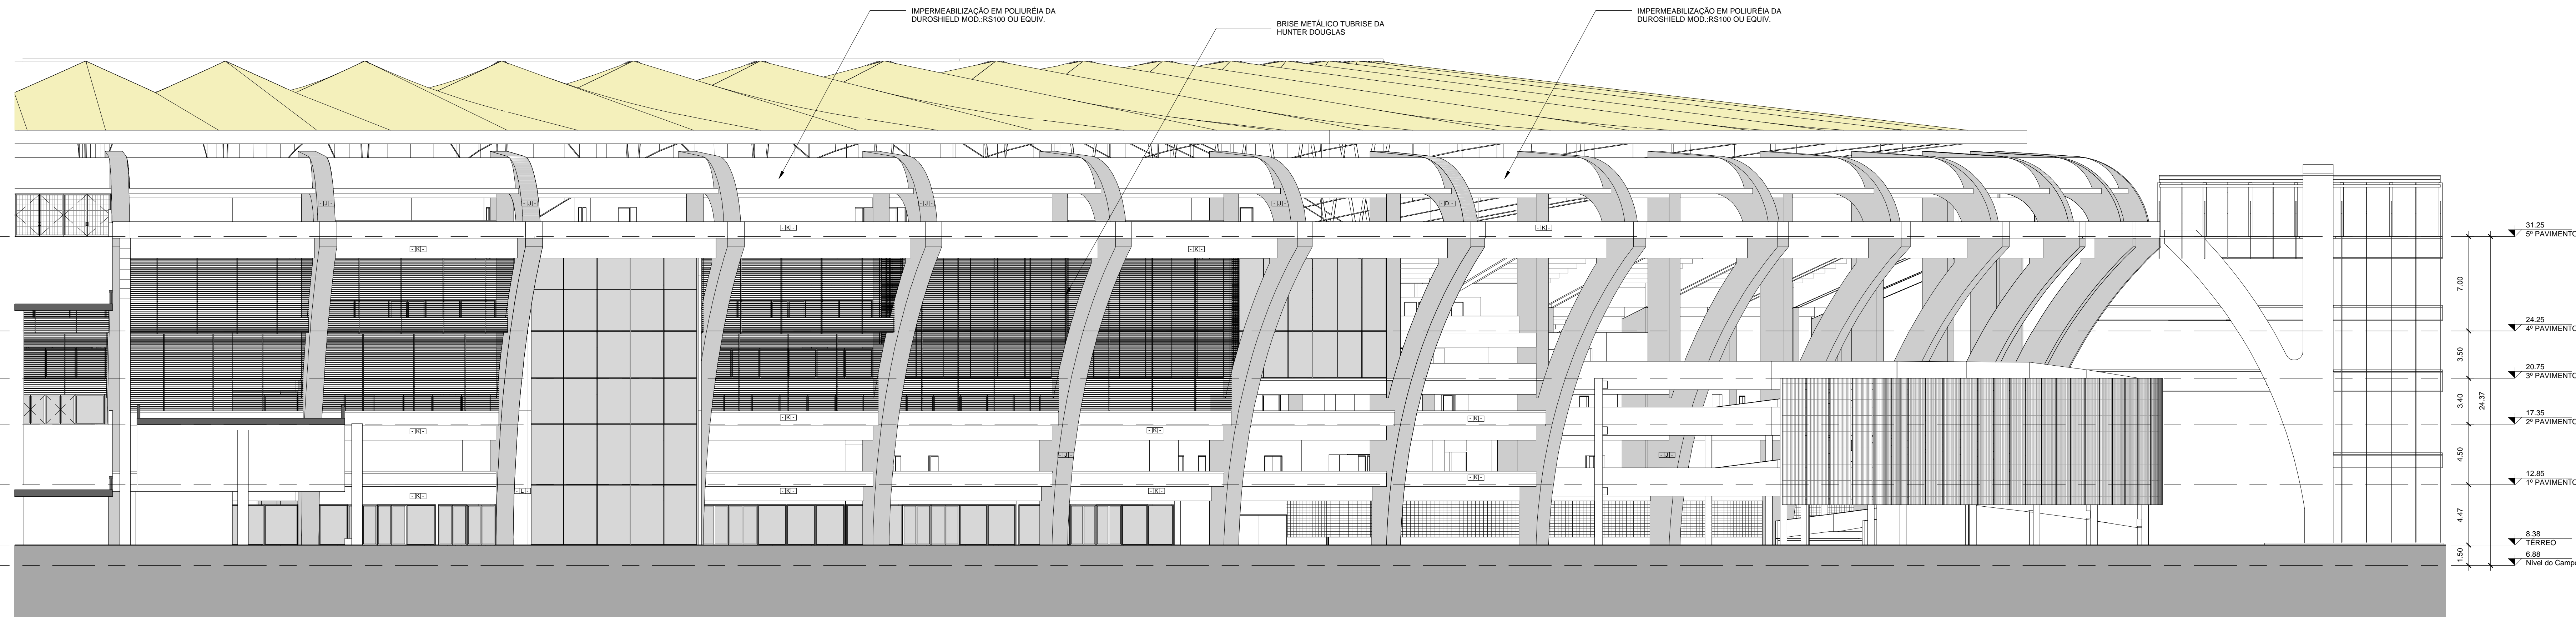 IMPERMEABILIZAÇÃO EM POLIURÉIA DA
DUROSHIELD MOD.:RS100 OU EQUIV.
BRISE METÁLICO TUBRISE DA
HUNTER DOUGLAS
IMPERMEABILIZAÇÃO EM POLIURÉIA DA
DUROSHIELD MOD.:RS100 OU EQUIV.
-|J|-
-|J|-
-|J|-
-|J|-
-|D|-
-|K|-
-|K|-
-|K|-
-|K|-
-|K|-
-|K|-
-|K|-
-|K|-
-|J|-
-|J|-
-|K|-
-|L|-
-|K|-
-|K|-
-|K|-
31.25
5º PAVIMENTO
7.00
24.25
4º PAVIMENTO
3.50
20.75
3º PAVIMENTO
3.40
24.37
17.35
2º PAVIMENTO
4.50
12.85
1º PAVIMENTO
4.47
8.38
TÉRREO
1.50
6.88
Nível do Campo